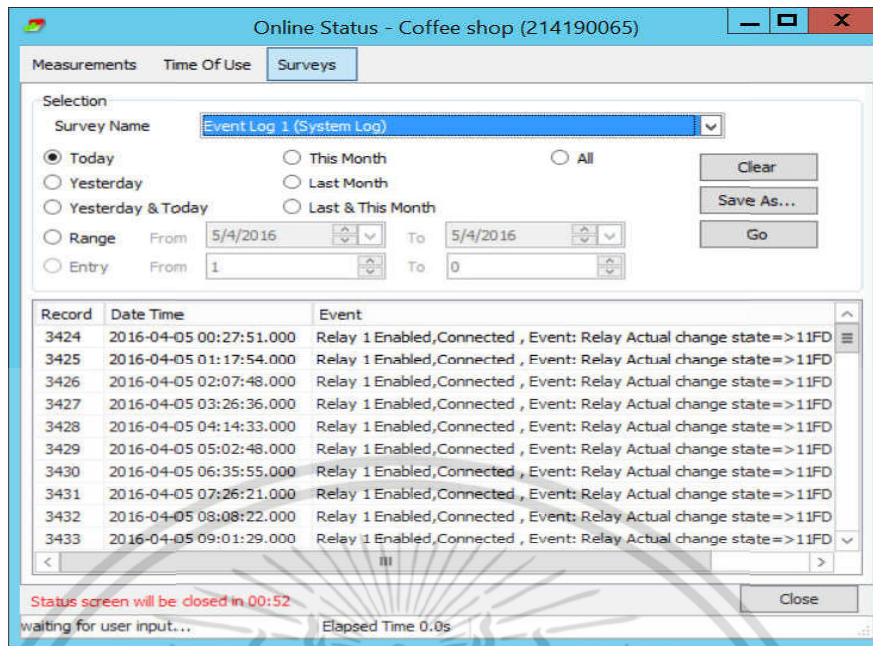 Online Status - Coffee shop (214190065)
Measurements Time Of Use Surveys
Selection
Survey Name Event Log 1 (System Log)
Today This Month All Clear
Yesterday Last Month
Yesterday & Today Last & This Month Save As...
Range From 5/4/2016 To 5/4/2016 Go
Entry From 1 To 0
Record Date Time Event
3424 2016-04-05 00:27:51.000 Relay 1 Enabled,Connected , Event: Relay Actual change state=>11FD
3425 2016-04-05 01:17:54.000 Relay 1 Enabled,Connected , Event: Relay Actual change state=>11FD
3426 2016-04-05 02:07:48.000 Relay 1 Enabled,Connected , Event: Relay Actual change state=>11FD
3427 2016-04-05 03:26:36.000 Relay 1 Enabled,Connected , Event: Relay Actual change state=>11FD
3428 2016-04-05 04:14:33.000 Relay 1 Enabled,Connected , Event: Relay Actual change state=>11FD
3429 2016-04-05 05:02:48.000 Relay 1 Enabled,Connected , Event: Relay Actual change state=>11FD
3430 2016-04-05 06:35:55.000 Relay 1 Enabled,Connected , Event: Relay Actual change state=>11FD
3431 2016-04-05 07:26:21.000 Relay 1 Enabled,Connected , Event: Relay Actual change state=>11FD
3432 2016-04-05 08:08:22.000 Relay 1 Enabled,Connected , Event: Relay Actual change state=>11FD
3433 2016-04-05 09:01:29.000 Relay 1 Enabled,Connected , Event: Relay Actual change state=>11FD
Status screen will be closed in 00:52 Close
waiting for user input... Elapsed Time 0.0s